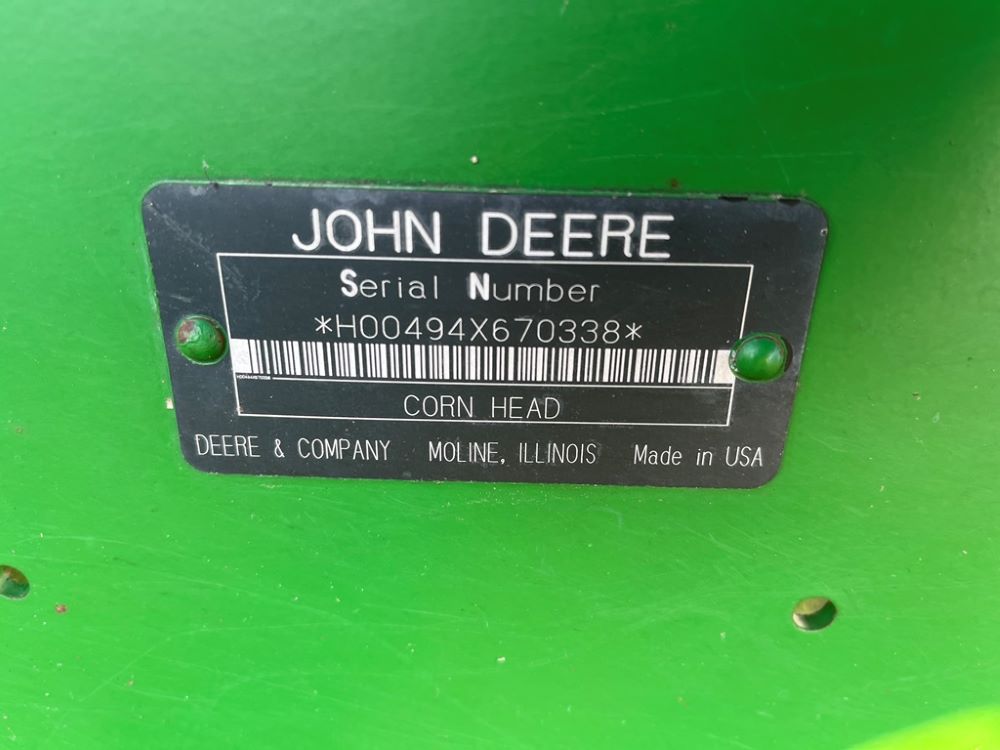 JOHN DEERE
Serial Number
*H00494X670338*
CORN HEAD
DEERE & COMPANY MOLINE, ILLINOIS Made in USA